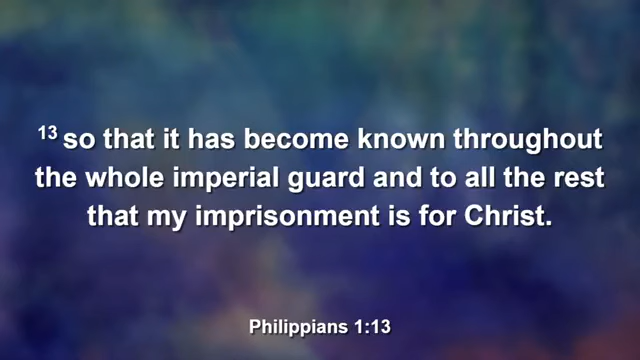 13 so that it has become known throughout
the whole imperial guard and to all the rest
that my imprisonment is for Christ.
Philippians 1:13